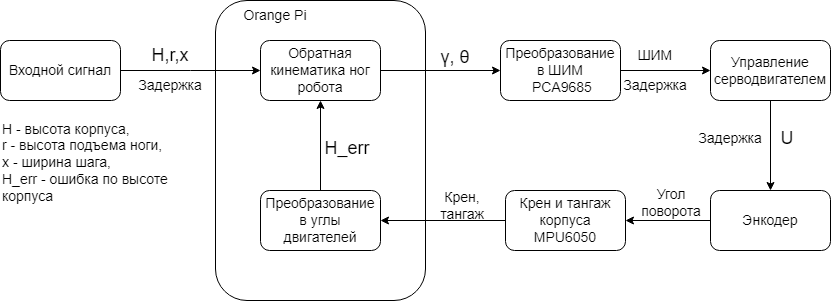 Orange Pi
Входной сигнал
H,r,x
Задержка
Обратная
кинематика ног
робота
γ, θ
Преобразование
в ШИМ
PCA9685
ШИМ
Задержка
Управление
серводвигателем
H - высота корпуса,
r - высота подъема ноги,
x - ширина шага,
H_err - ошибка по высоте
корпуса
H_err
Задержка
U
Преобразование
в углы
двигателей
Крен,
тангаж
Крен и тангаж
корпуса
MPU6050
Угол
поворота
Энкодер